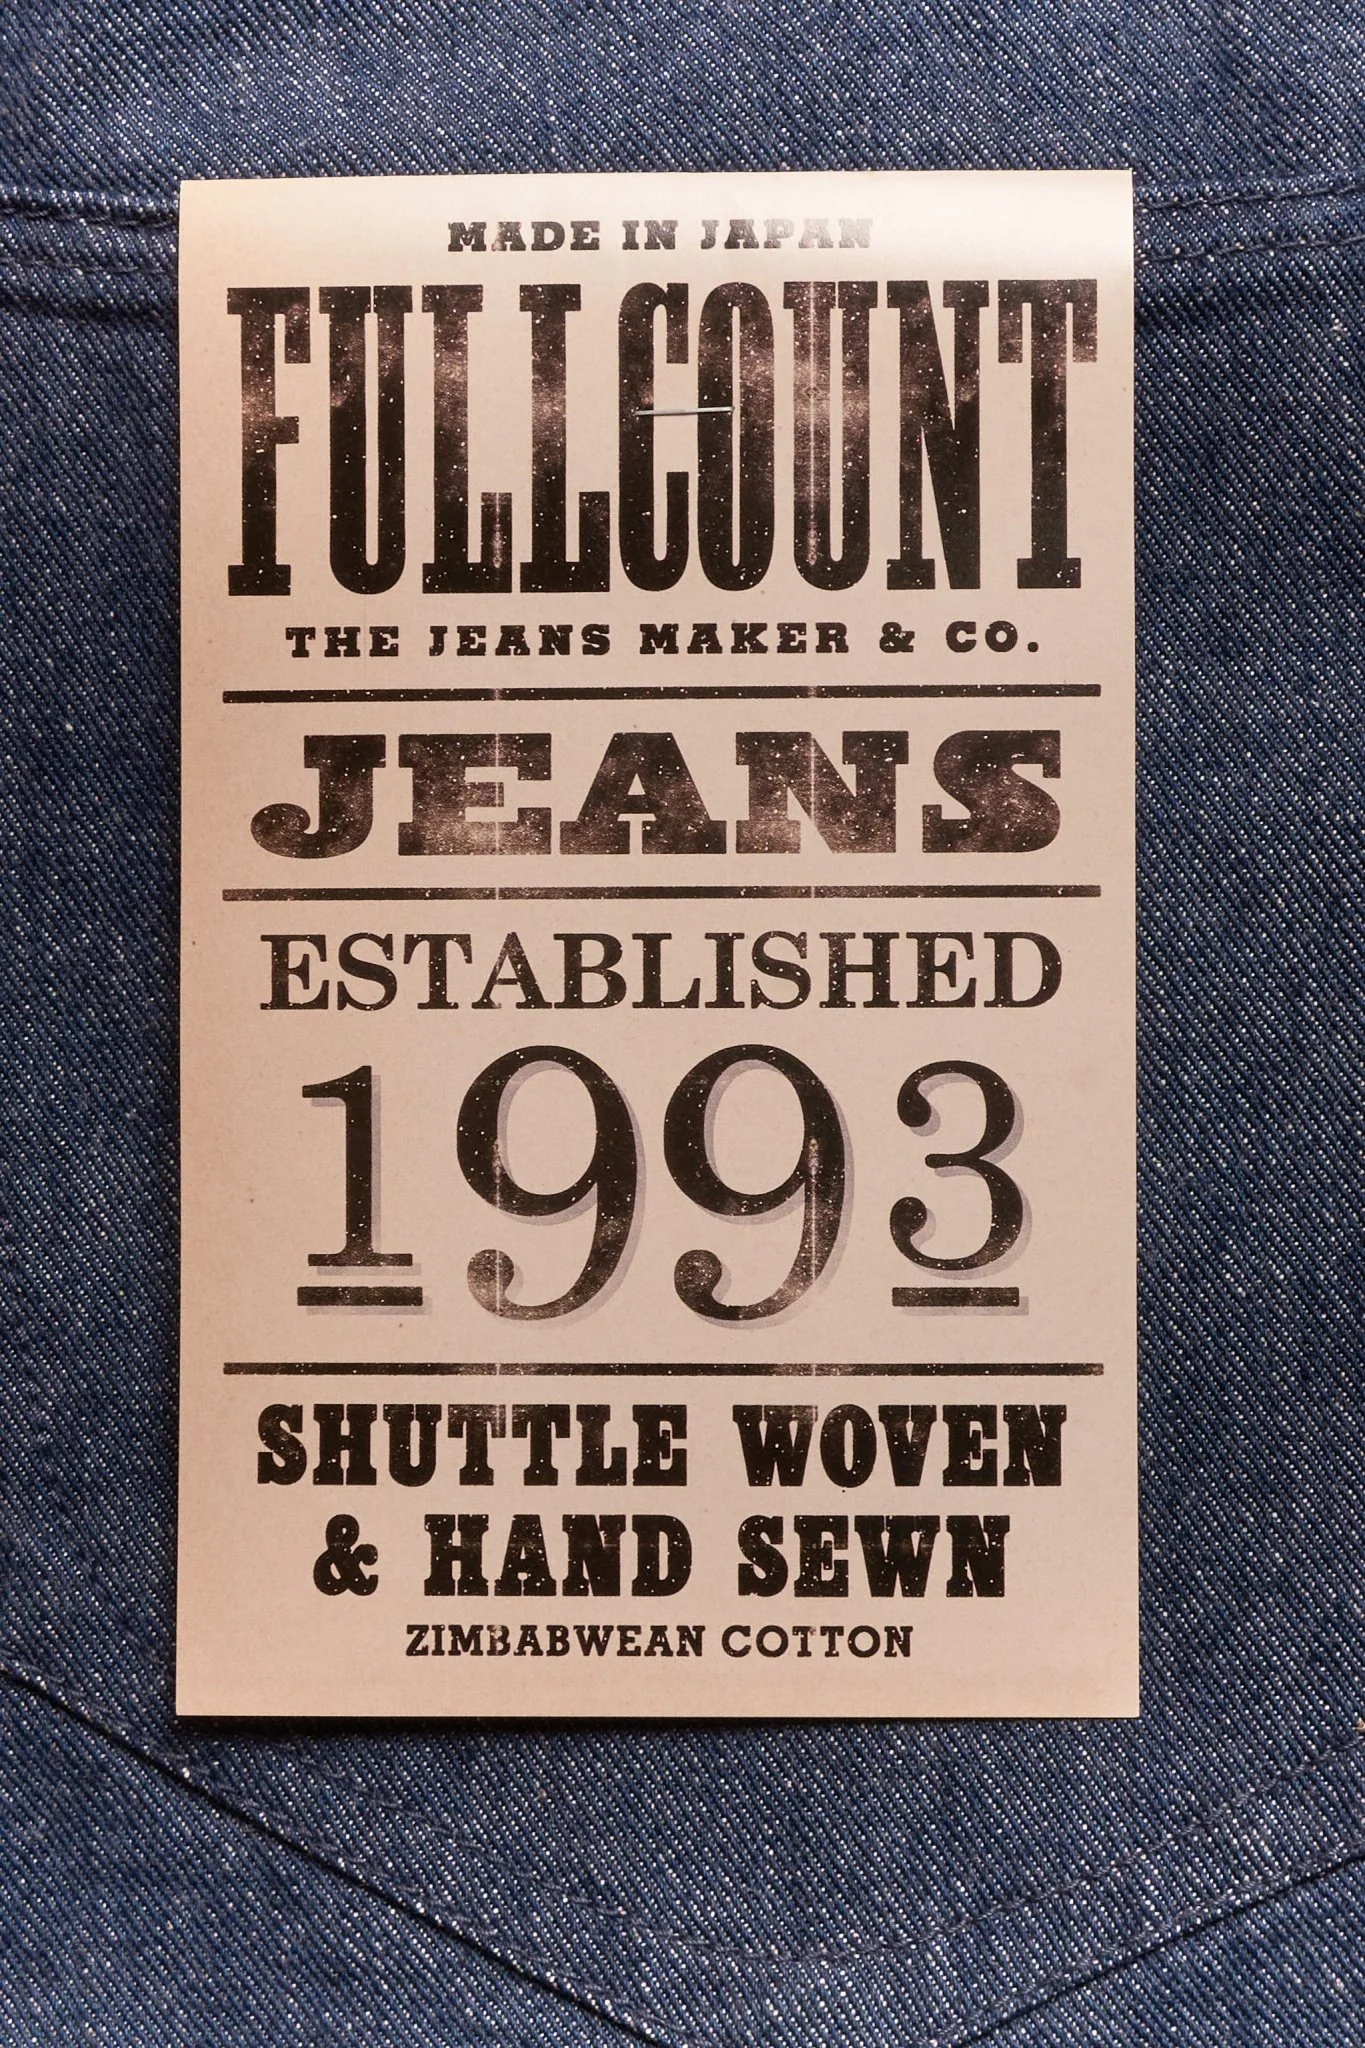 MADE IN JAPAN
FULLCOUNT
THE JEANS MAKER & CO.
JEANS
ESTABLISHED
1993
SHUTTLE WOVEN
& HAND SEWN
ZIMBABWEAN COTTON